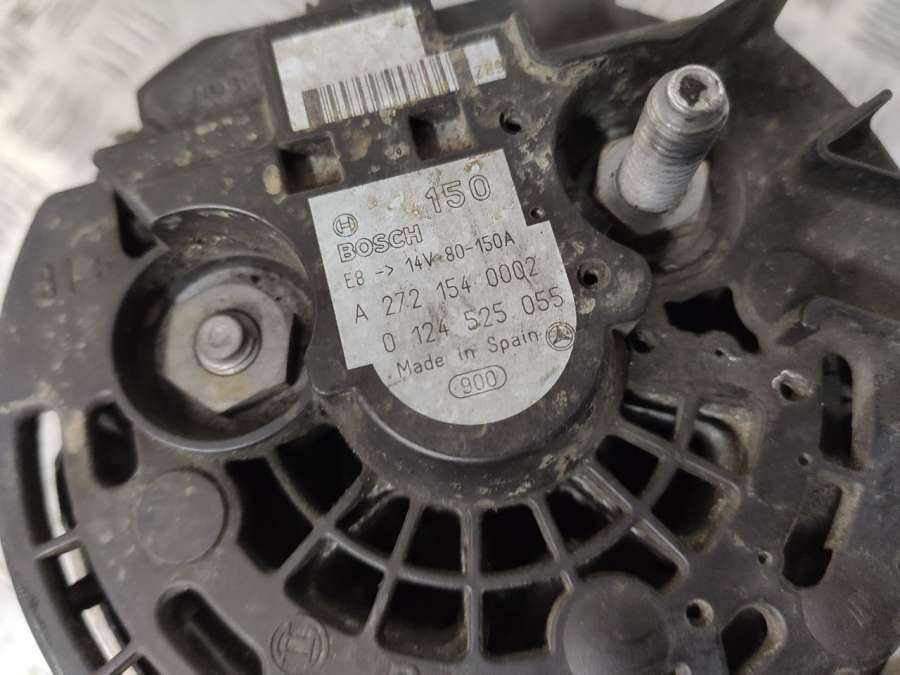 150
BOSCH
E8 -> 14V 80-150A
A 272 154 0002
0 124 525 055
Made in Spain
900